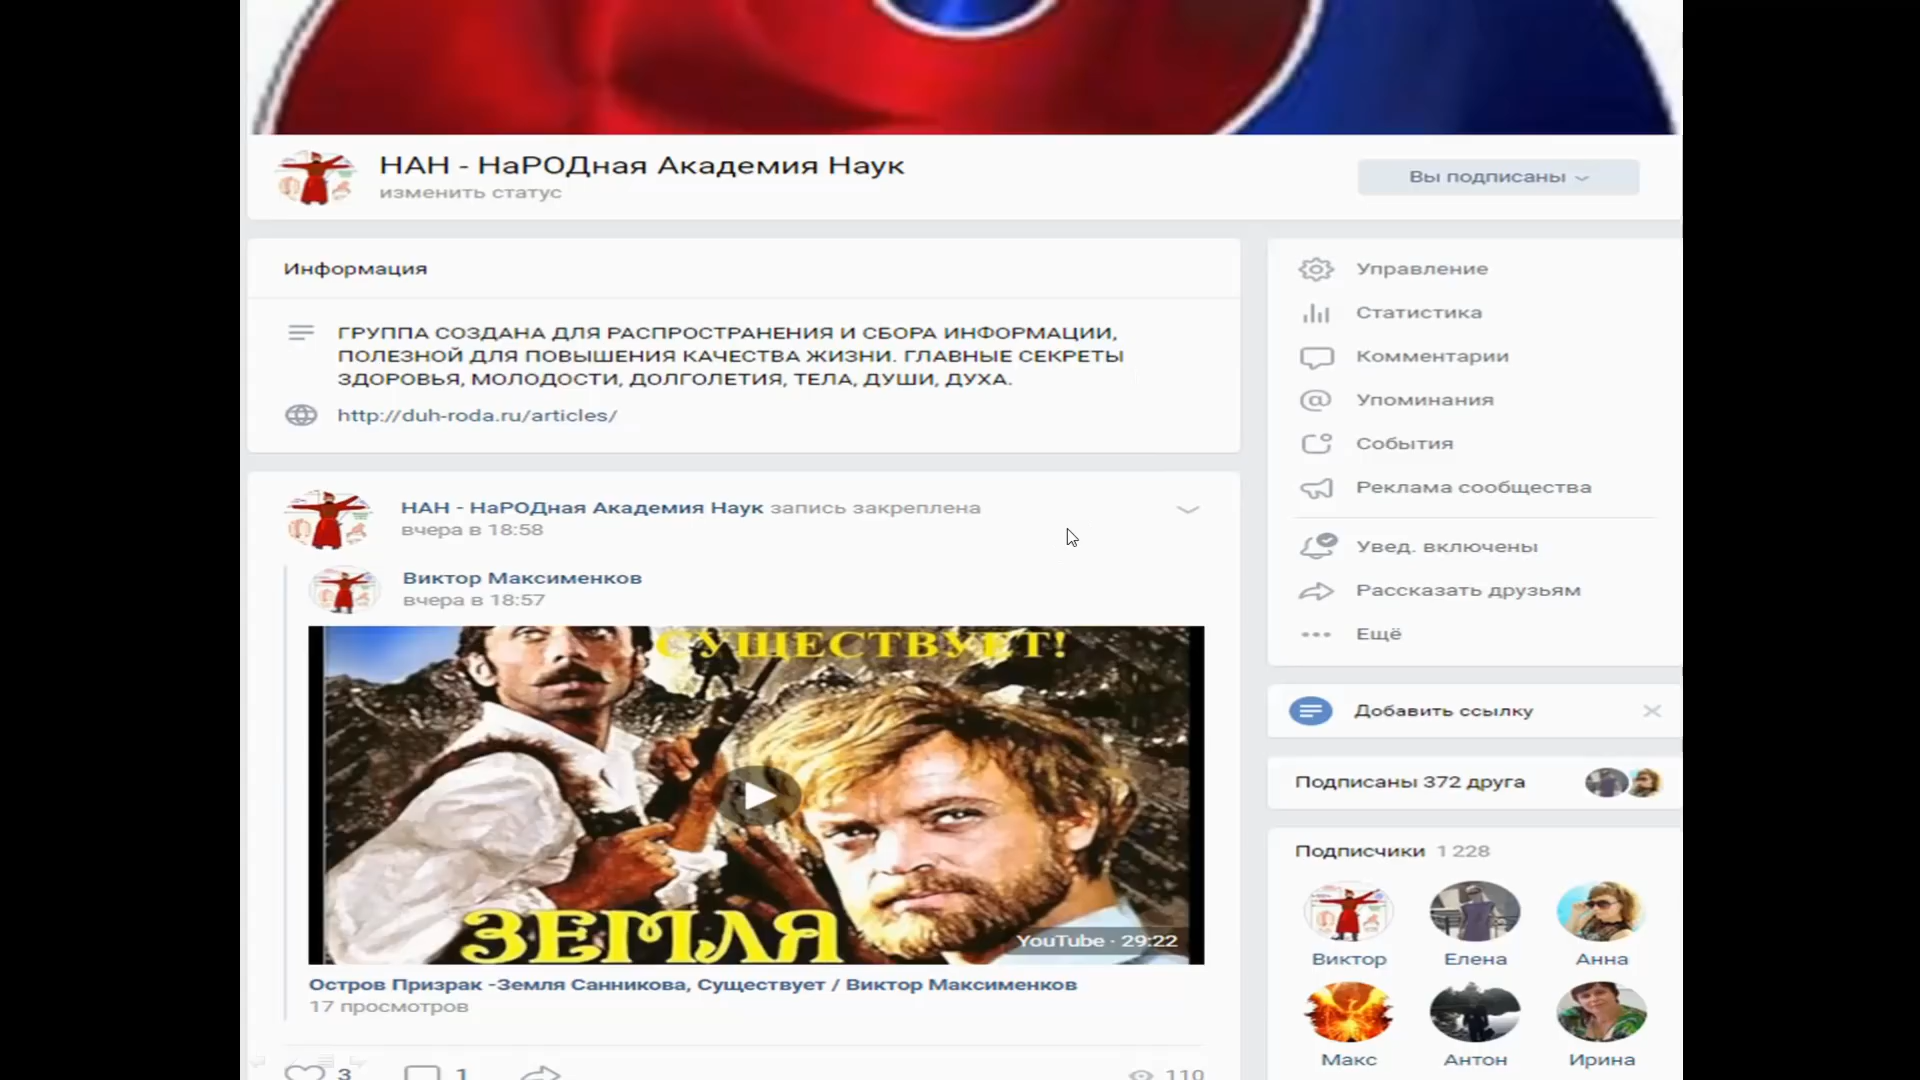 НАН - НаРОДная Академия Наук
изменить статус
Вы подписаны
Информация
ГРУППА СОЗДАНА ДЛЯ РАСПРОСТРАНЕНИЯ И СБОРА ИНФОРМАЦИИ,
ПОЛЕЗНОЙ ДЛЯ ПОВЫШЕНИЯ КАЧЕСТВА ЖИЗНИ. ГЛАВНЫЕ СЕКРЕТЫ
ЗДОРОВЬЯ, МОЛОДОСТИ, ДОЛГОЛЕТИЯ, ТЕЛА, ДУШИ, ДУХА.
http://duh-roda.ru/articles/
НАН - НаРОДная Академия Наук запись закреплена
вчера в 18:58
Виктор Максименков
вчера в 18:57
СУЩЕСТВУЕТ!
ЗЕМЛЯ
YouTube · 29:22
Остров Призрак -Земля Санникова, Существует / Виктор Максименков
17 просмотров
3
1
110
Управление
Статистика
Комментарии
Упоминания
События
Реклама сообщества
Увед. включены
Рассказать друзьям
Ещё
Добавить ссылку
Подписаны 372 друга
Подписчики 1 228
Виктор
Елена
Анна
Макс
Антон
Ирина